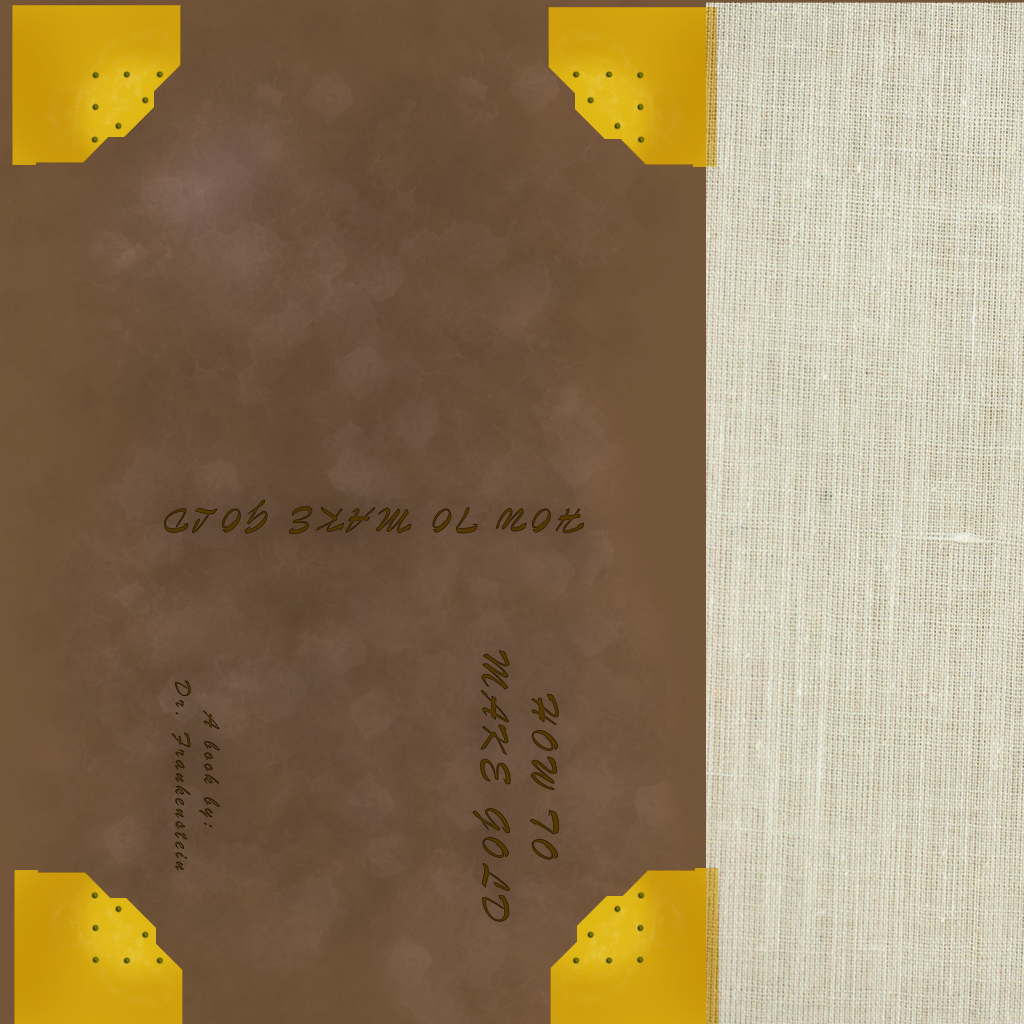 HOW TO MAKE GOLD
HOW TO
MAKE GOLD
A book by:
Dr. Frankenstein